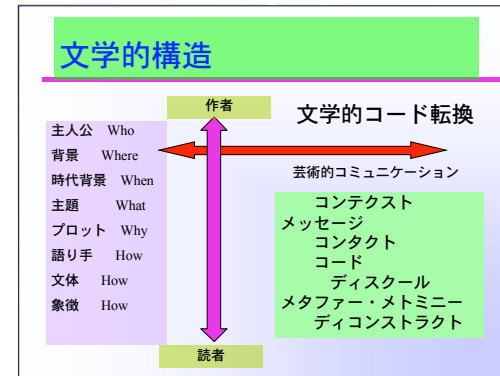 文学的構造
作者
文学的コード転換
主人公 Who
背景 Where
時代背景 When
主題 What
プロット Why
語り手 How
文体 How
象徴 How
芸術的コミュニケーション
コンテクスト
メッセージ
コンタクト
コード
ディスクール
メタファー・メトミニー
ディコンストラクト
読者